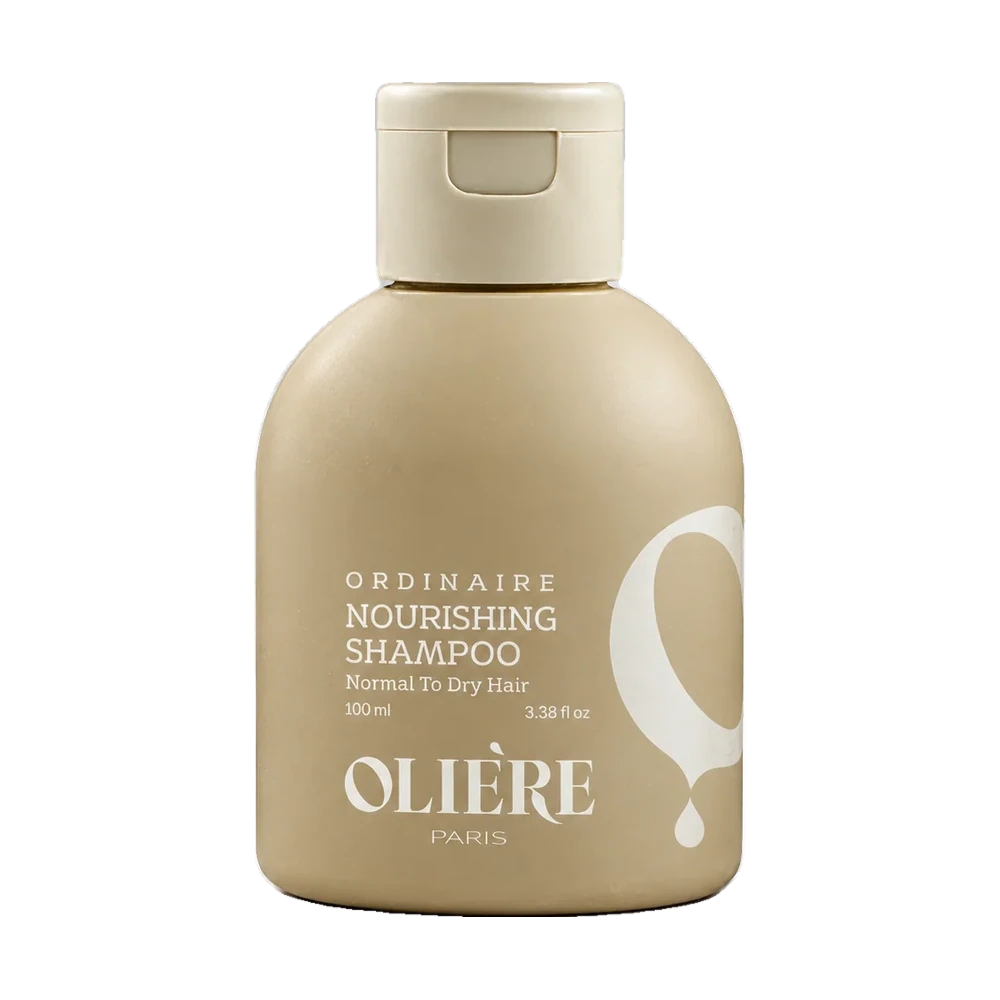 ORDINAIRE
NOURISHING
SHAMPOO
Normal To Dry Hair
100 ml 3.38 fl oz
OLIÈRE
PARIS